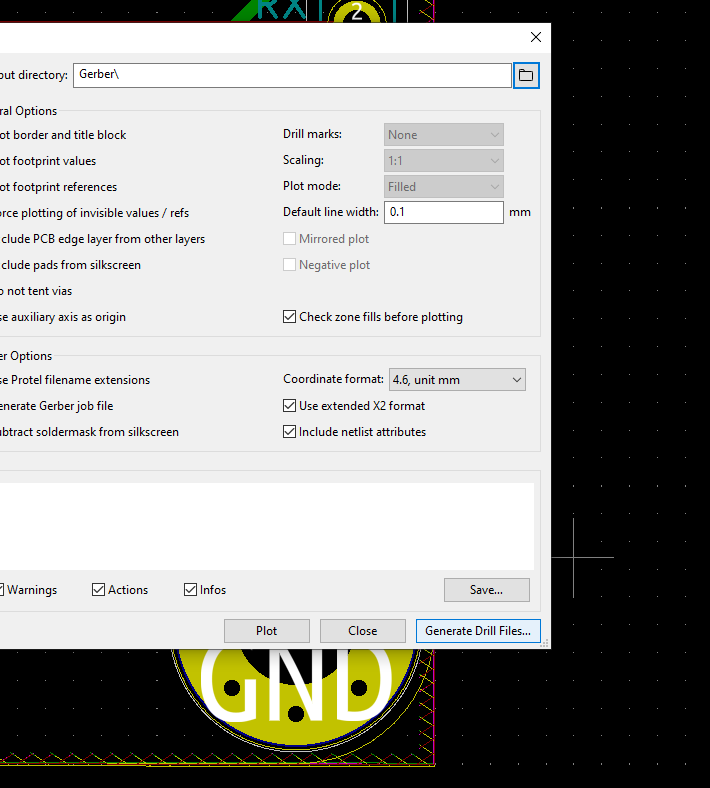 RX
2
out directory: Gerber\
ral Options
ot border and title block
Drill marks: None
ot footprint values
Scaling: 1:1
ot footprint references
Plot mode: Filled
orce plotting of invisible values / refs
Default line width: 0.1 mm
clude PCB edge layer from other layers
Mirrored plot
clude pads from silkscreen
Negative plot
o not tent vias
se auxiliary axis as origin
Check zone fills before plotting
er Options
se Protel filename extensions
Coordinate format: 4.6, unit mm
enerate Gerber job file
Use extended X2 format
ubtract soldermask from silkscreen
Include netlist attributes
Warnings
Actions
Infos
Save...
Plot
Close
Generate Drill Files...
GND